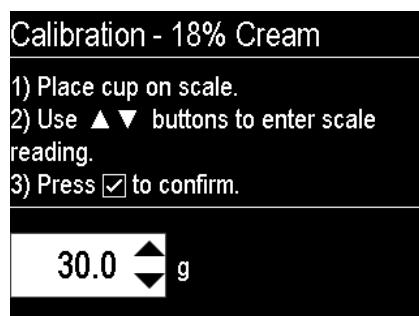 Calibration - 18% Cream
1) Place cup on scale.
2) Use ▲▼ buttons to enter scale
reading.
3) Press ☑ to confirm.
30.0 g